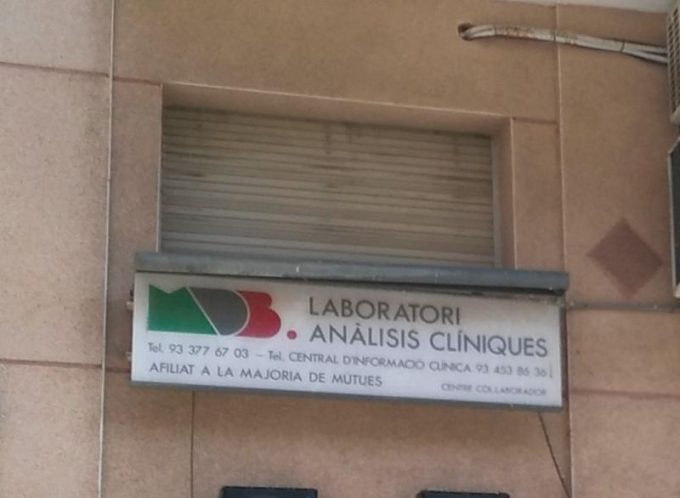 MDB.
LABORATORI
ANÀLISIS CLÍNIQUES
Tel. 93 377 67 03 – Tel. CENTRAL D'INFORMACIO CLINICA 93 453 86 36
AFILIAT A LA MAJORIA DE MÚTUES
CENTRE COL.LABORADOR